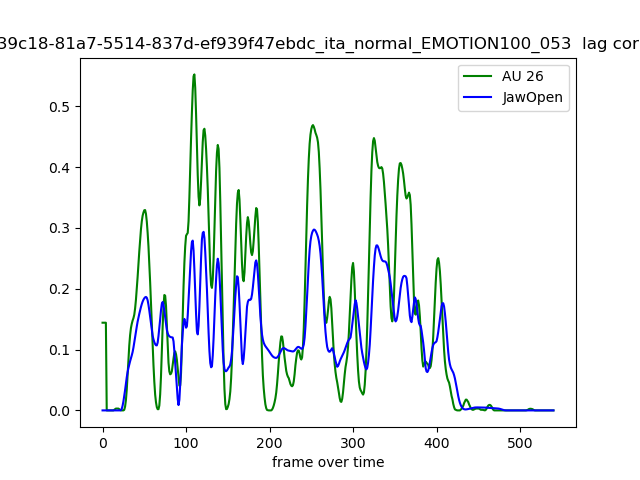 39c18-81a7-5514-837d-ef939f47ebdc_ita_normal_EMOTION100_053 lag cor
AU 26
JawOpen
0.5
0.4
0.3
0.2
0.1
0.0
0 100 200 300 400 500
frame over time